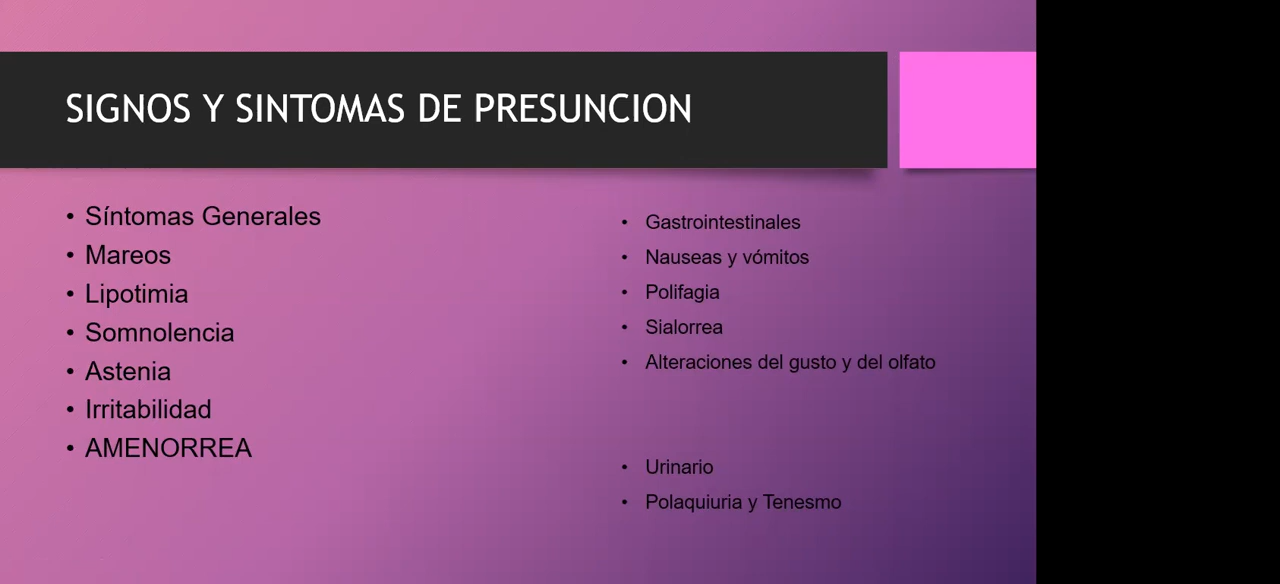 SIGNOS Y SINTOMAS DE PRESUNCION
• Síntomas Generales
• Mareos
• Lipotimia
• Somnolencia
• Astenia
• Irritabilidad
• AMENORREA
• Gastrointestinales
• Nauseas y vómitos
• Polifagia
• Sialorrea
• Alteraciones del gusto y del olfato
• Urinario
• Polaquiuria y Tenesmo